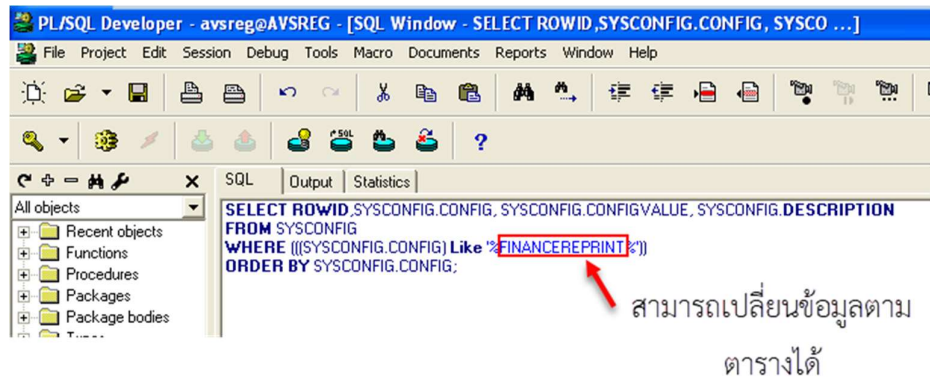 PL/SQL Developer - avsreg@AVSREG - [SQL Window - SELECT ROWID,SYSCONFIG.CONFIG, SYSCO ...]
File Project Edit Session Debug Tools Macro Documents Reports Window Help
SQL
?
SQL Output Statistics
All objects
Recent objects
Functions
Procedures
Packages
Package bodies
SELECT ROWID,SYSCONFIG.CONFIG, SYSCONFIG.CONFIGVALUE, SYSCONFIG.DESCRIPTION
FROM SYSCONFIG
WHERE (((SYSCONFIG.CONFIG) Like '%FINANCEREPRINT%'))
ORDER BY SYSCONFIG.CONFIG;
สามารถเปลี่ยนข้อมูลตาม
ตารางได้